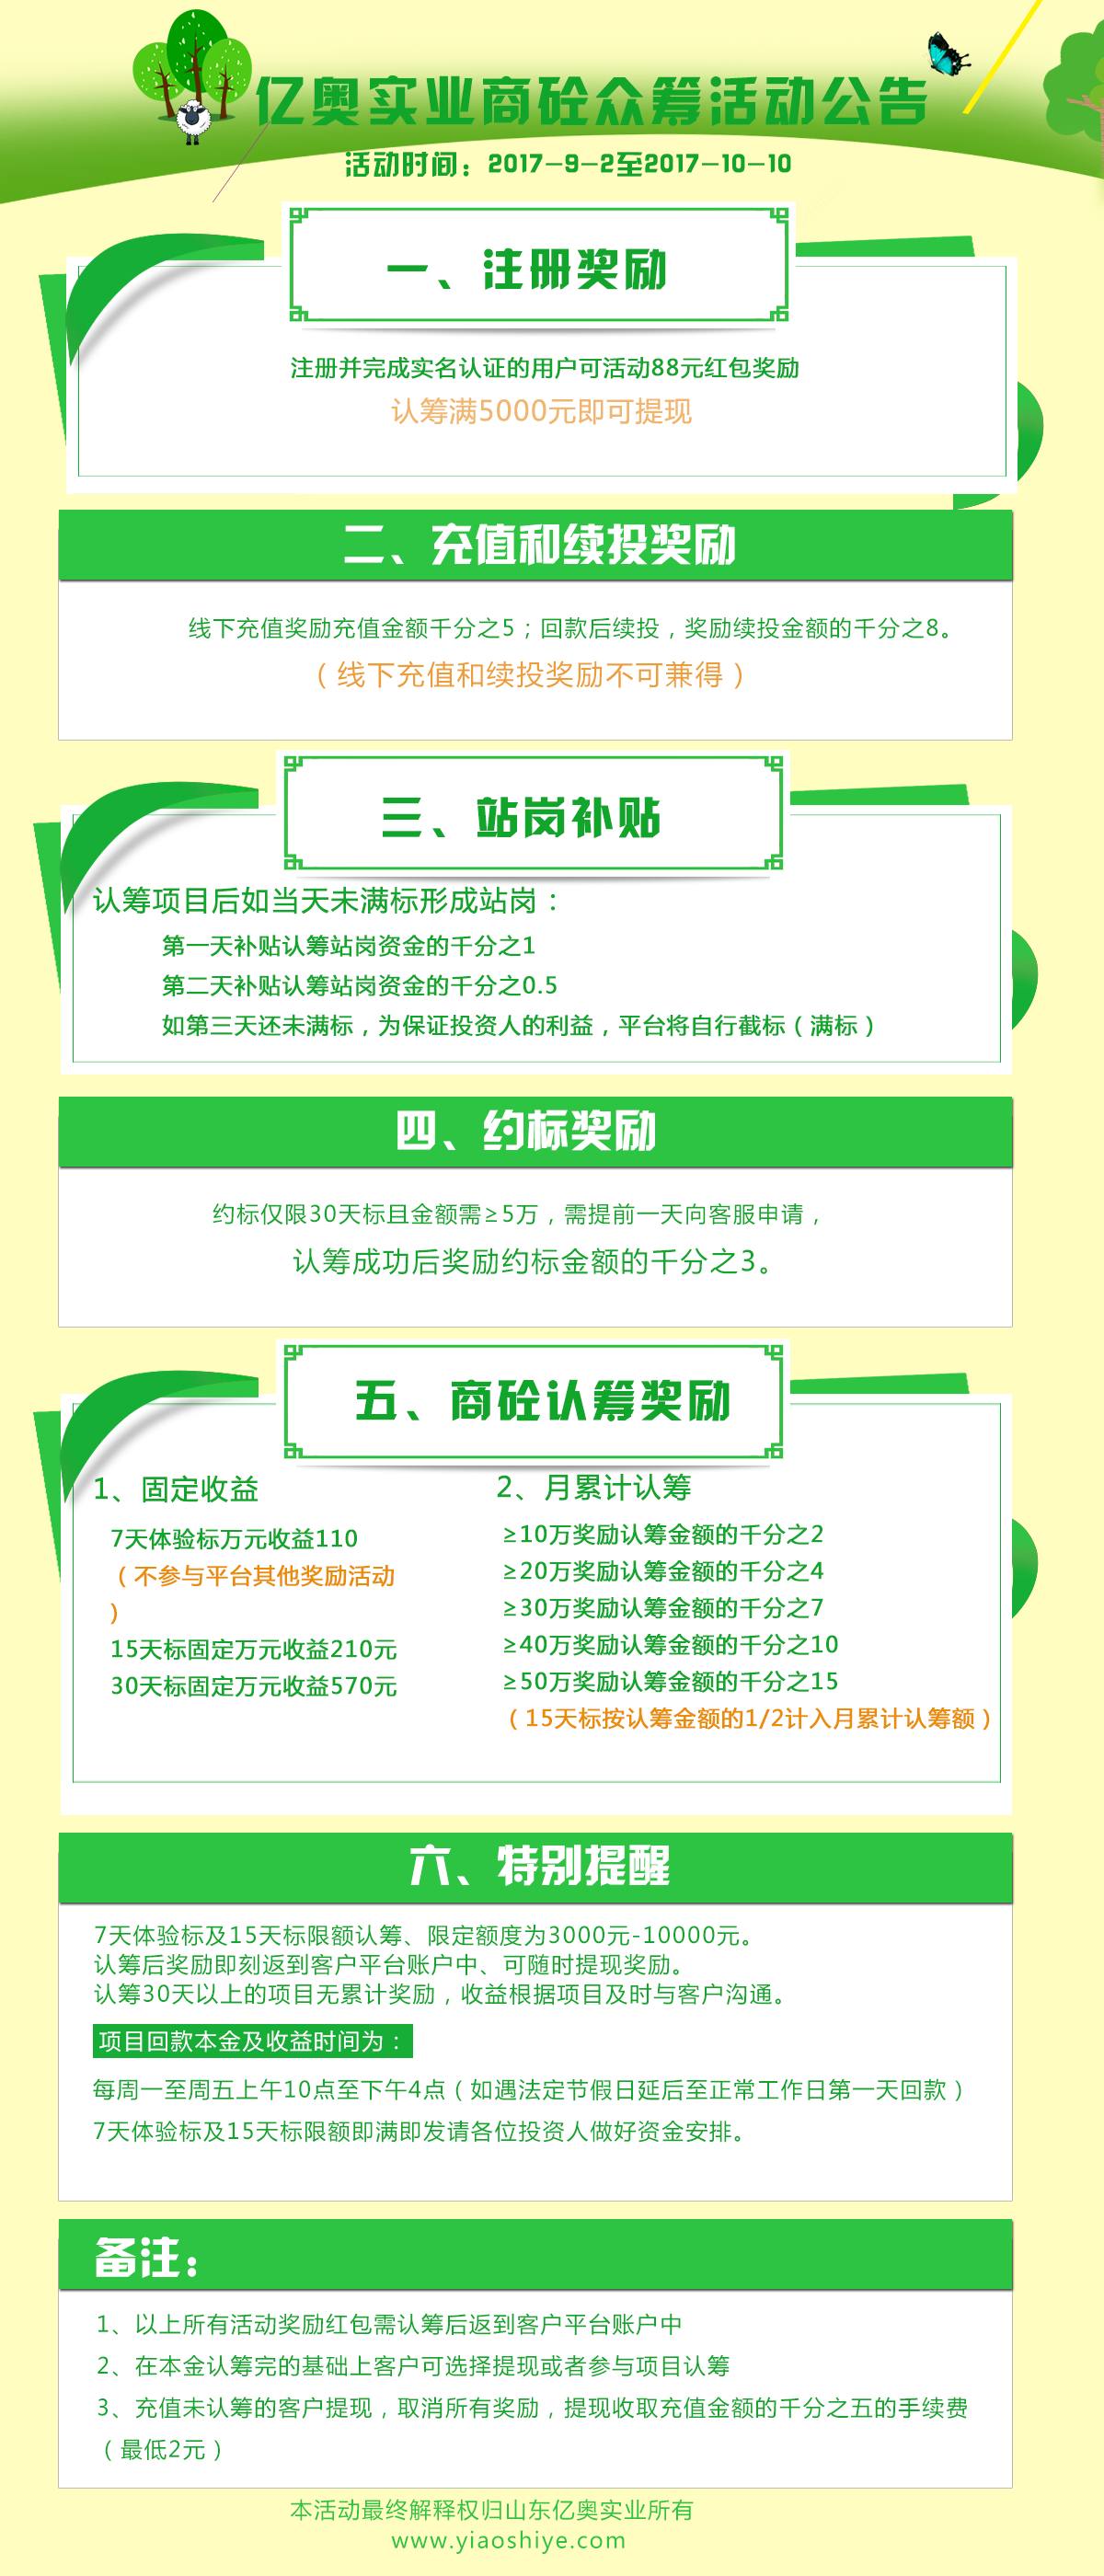 亿奥实业商砼众筹活动公告
活动时间：2017-9-2至2017-10-10
一、注册奖励
注册并完成实名认证的用户可活动88元红包奖励
认筹满5000元即可提现
二、充值和续投奖励
线下充值奖励充值金额千分之5；回款后续投，奖励续投金额的千分之8。
（线下充值和续投奖励不可兼得）
三、站岗补贴
认筹项目后如当天未满标形成站岗：
第一天补贴认筹站岗资金的千分之1
第二天补贴认筹站岗资金的千分之0.5
如第三天还未满标，为保证投资人的利益，平台将自行截标（满标）
四、约标奖励
约标仅限30天标且金额需≥5万，需提前一天向客服申请，
认筹成功后奖励约标金额的千分之3。
五、商砼认筹奖励
1、固定收益
7天体验标万元收益110
（不参与平台其他奖励活动
）
15天标固定万元收益210元
30天标固定万元收益570元
2、月累计认筹
≥10万奖励认筹金额的千分之2
≥20万奖励认筹金额的千分之4
≥30万奖励认筹金额的千分之7
≥40万奖励认筹金额的千分之10
≥50万奖励认筹金额的千分之15
（15天标按认筹金额的1/2计入月累计认筹额）
六、特别提醒
7天体验标及15天标限额认筹、限定额度为3000元-10000元。
认筹后奖励即刻返到客户平台账户中、可随时提现奖励。
认筹30天以上的项目无累计奖励，收益根据项目及时与客户沟通。
项目回款本金及收益时间为：
每周一至周五上午10点至下午4点（如遇法定节假日延后至正常工作日第一天回款）
7天体验标及15天标限额即满即发请各位投资人做好资金安排。
备注：
1、以上所有活动奖励红包需认筹后返到客户平台账户中
2、在本金认筹完的基础上客户可选择提现或者参与项目认筹
3、充值未认筹的客户提现，取消所有奖励，提现收取充值金额的千分之五的手续费
（最低2元）
本活动最终解释权归山东亿奥实业所有
www.yiaoshiye.com